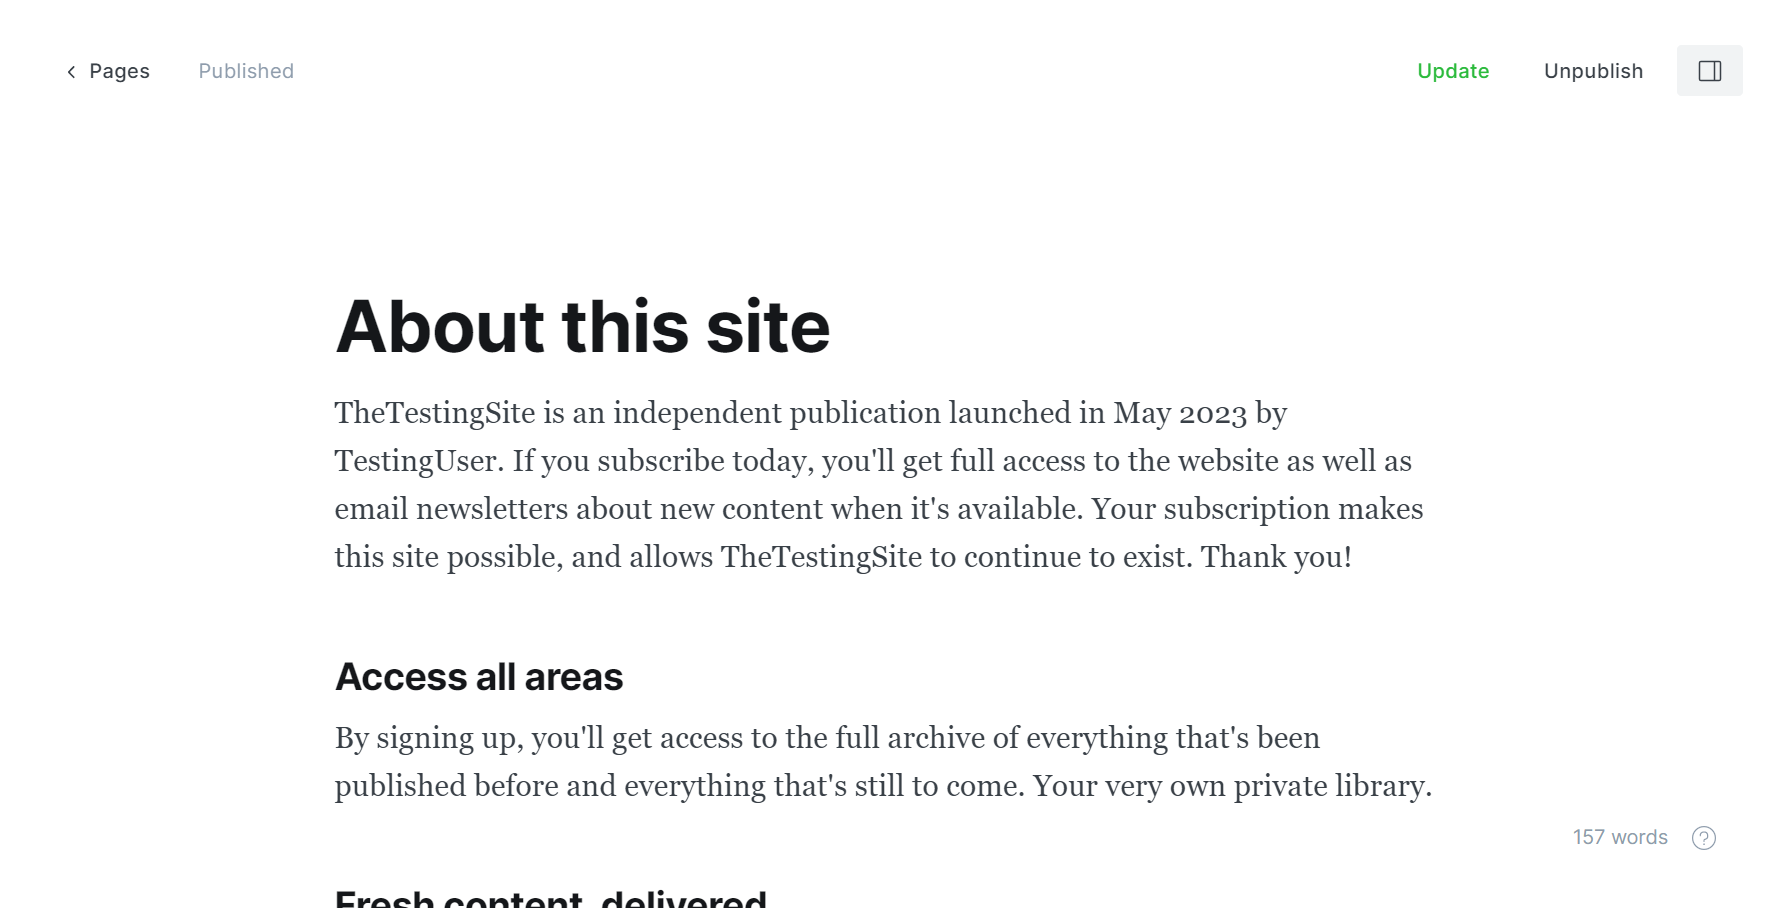 Pages
Published
Update
Unpublish
About this site
TheTestingSite is an independent publication launched in May 2023 by
TestingUser. If you subscribe today, you'll get full access to the website as well as
email newsletters about new content when it's available. Your subscription makes
this site possible, and allows TheTestingSite to continue to exist. Thank you!
Access all areas
By signing up, you'll get access to the full archive of everything that's been
published before and everything that's still to come. Your very own private library.
157 words
?
Fresh content, delivered